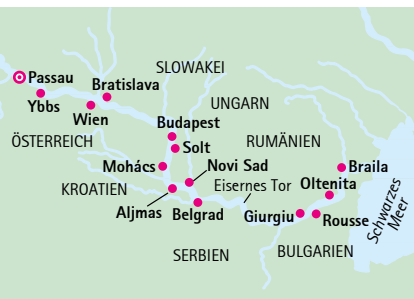 SLOWAKEI
Passau
Bratislava
Ybbs
UNGARN
Wien
Budapest
ÖSTERREICH
Solt
RUMÄNIEN
Mohács
Novi Sad
Braila
KROATIEN
Eisernes Tor
Oltenita
Aljmas
Belgrad
Giurgiu
Rousse
Schwarzes
Meer
SERBIEN
BULGARIEN